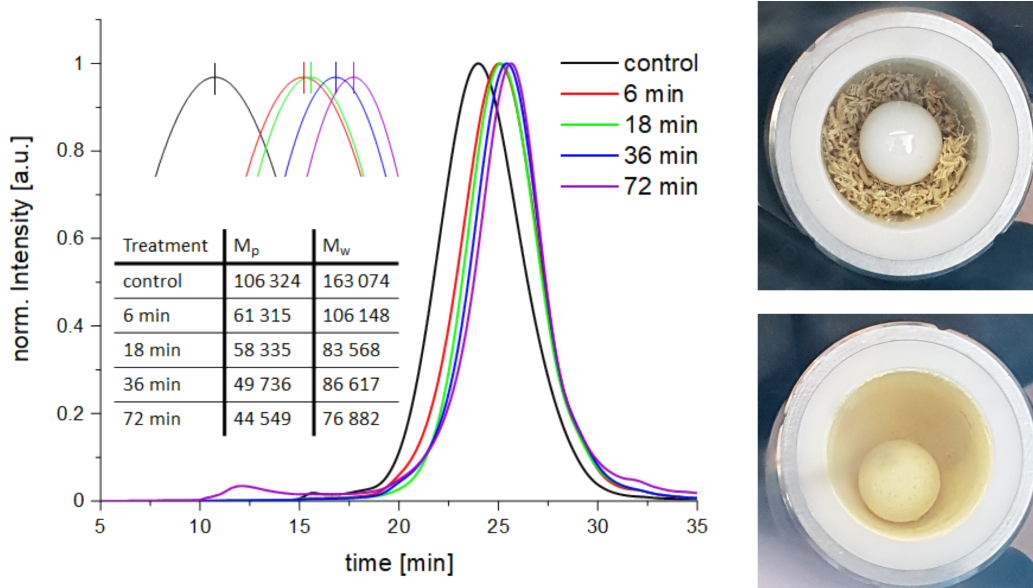 norm. Intensity [a.u.]
1
0.8
0.6
0.4
0.2
0
5 10 15 20 25 30 35
time [min]
control
6 min
18 min
36 min
72 min
Treatment Mp Mw
control 106 324 163 074
6 min 61 315 106 148
18 min 58 335 83 568
36 min 49 736 86 617
72 min 44 549 76 882